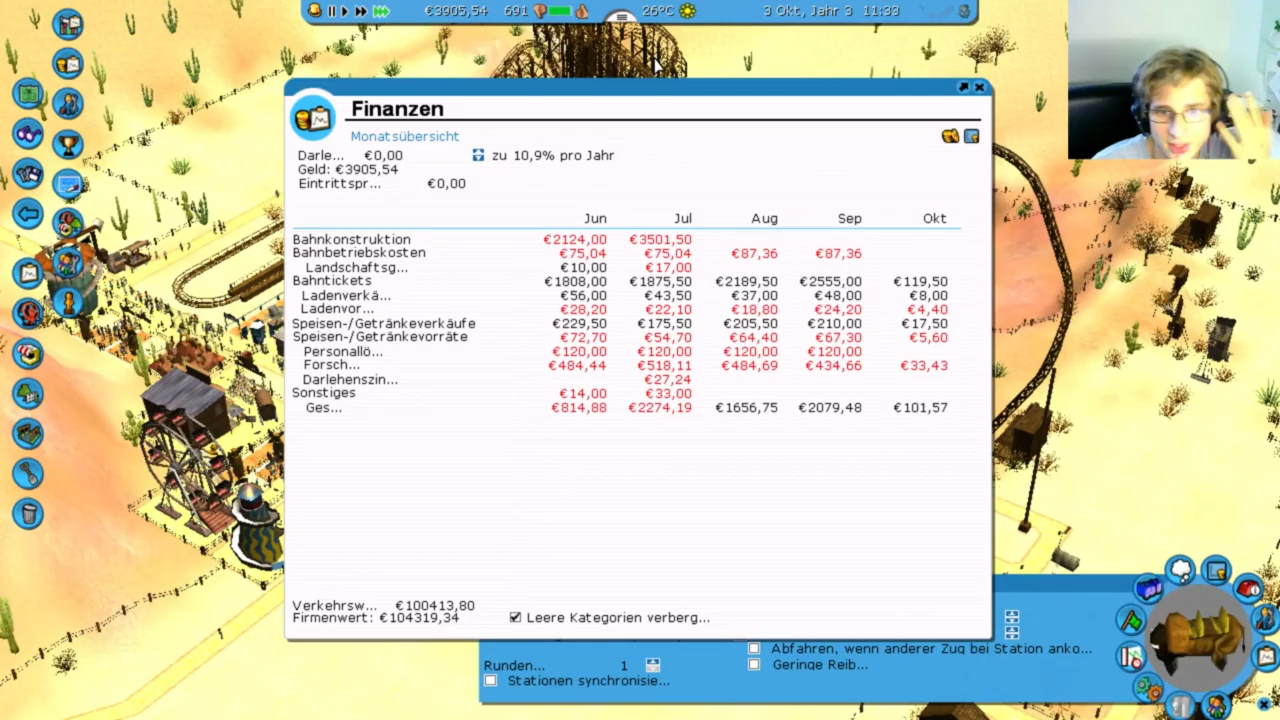 €3905,54 691 26°C 3 Okt, Jahr 3 11:33
Finanzen
Monatsübersicht
Darle... €0,00 zu 10,9% pro Jahr
Geld: €3905,54
Eintrittspr... €0,00
Jun Jul Aug Sep Okt
Bahnkonstruktion €2124,00 €3501,50
Bahnbetriebskosten €75,04 €75,04 €87,36 €87,36
Landschaftsg... €10,00 €17,00
Bahntickets €1808,00 €1875,50 €2189,50 €2555,00 €119,50
Ladenverkä... €56,00 €43,50 €37,00 €48,00 €8,00
Ladenvor... €28,20 €22,10 €18,80 €24,20 €4,40
Speisen-/Getränkeverkäufe €229,50 €175,50 €205,50 €210,00 €17,50
Speisen-/Getränkevorräte €72,70 €54,70 €64,40 €67,30 €5,60
Personallö... €120,00 €120,00 €120,00 €120,00
Forsch... €484,44 €518,11 €484,69 €434,66 €33,43
Darlehenszin... €27,24
Sonstiges €14,00 €33,00
Ges... €814,88 €2274,19 €1656,75 €2079,48 €101,57
Verkehrsw... €100413,80
Firmenwert: €104319,34 Leere Kategorien verberg...
Abfahren, wenn anderer Zug bei Station anko...
Runden... 1 Geringe Reib...
Stationen synchronisie...